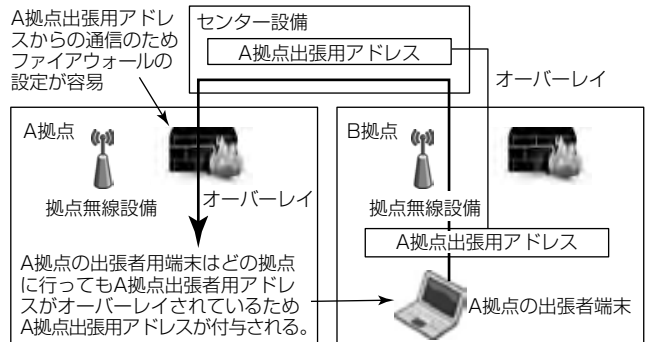 A拠点出張用アドレ
スからの通信のため
ファイアウォールの
設定が容易
センター設備
A拠点出張用アドレス
オーバーレイ
A拠点
拠点無線設備
オーバーレイ
A拠点の出張者用端末はどの拠点
に行ってもA拠点出張者用アドレ
スがオーバーレイされているため
A拠点出張用アドレスが付与される。
B拠点
拠点無線設備
A拠点出張用アドレス
A拠点の出張者端末